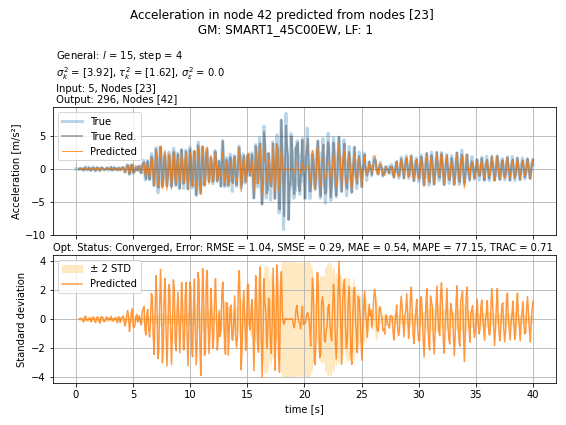 Acceleration in node 42 predicted from nodes [23]
GM: SMART1_45C00EW, LF: 1
General: l = 15, step = 4
σ²ₖ = [3.92], τ²ₖ = [1.62], σ²ε = 0.0
Input: 5, Nodes [23]
Output: 296, Nodes [42]
True
True Red.
Predicted
Acceleration [m/s²]
5
0
−5
−10
Opt. Status: Converged, Error: RMSE = 1.04, SMSE = 0.29, MAE = 0.54, MAPE = 77.15, TRAC = 0.71
± 2 STD
Predicted
Standard deviation
4
2
0
−2
−4
0 5 10 15 20 25 30 35 40
time [s]